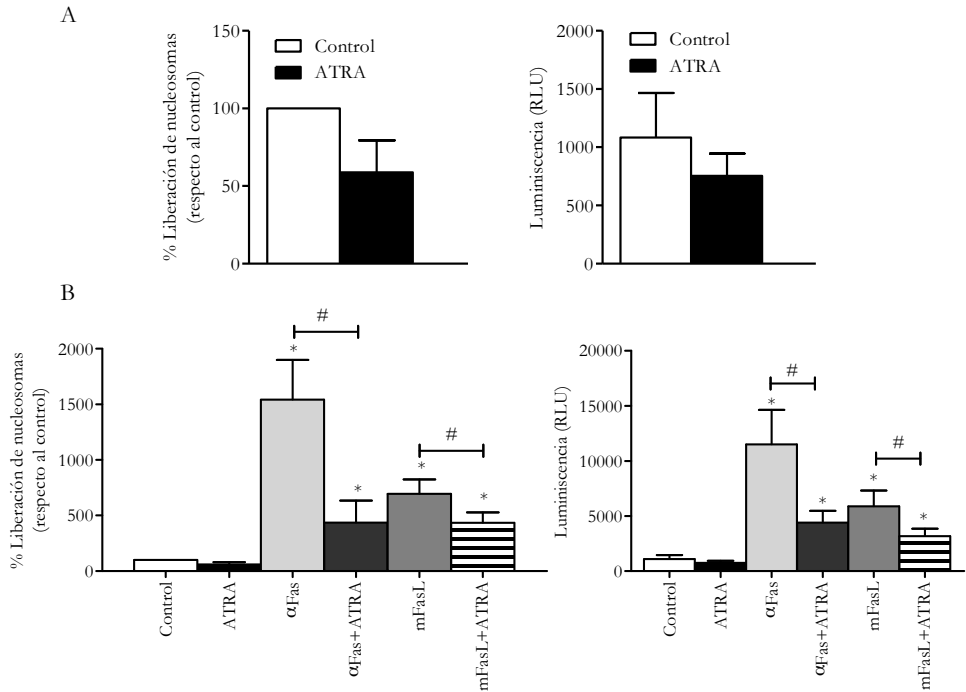 A
% Liberación de nucleosomas
(respecto al control)
150
100
50
0
Control
ATRA
Luminiscencia (RLU)
2000
1500
1000
500
0
Control
ATRA
B
% Liberación de nucleosomas
(respecto al control)
2000
1500
1000
500
0
#
*
*
#
*
*
Control
ATRA
αFas
αFas+ATRA
mFasL
mFasL+ATRA
Luminiscencia (RLU)
20000
15000
10000
5000
0
#
*
*
#
*
*
Control
ATRA
αFas
αFas+ATRA
mFasL
mFasL+ATRA